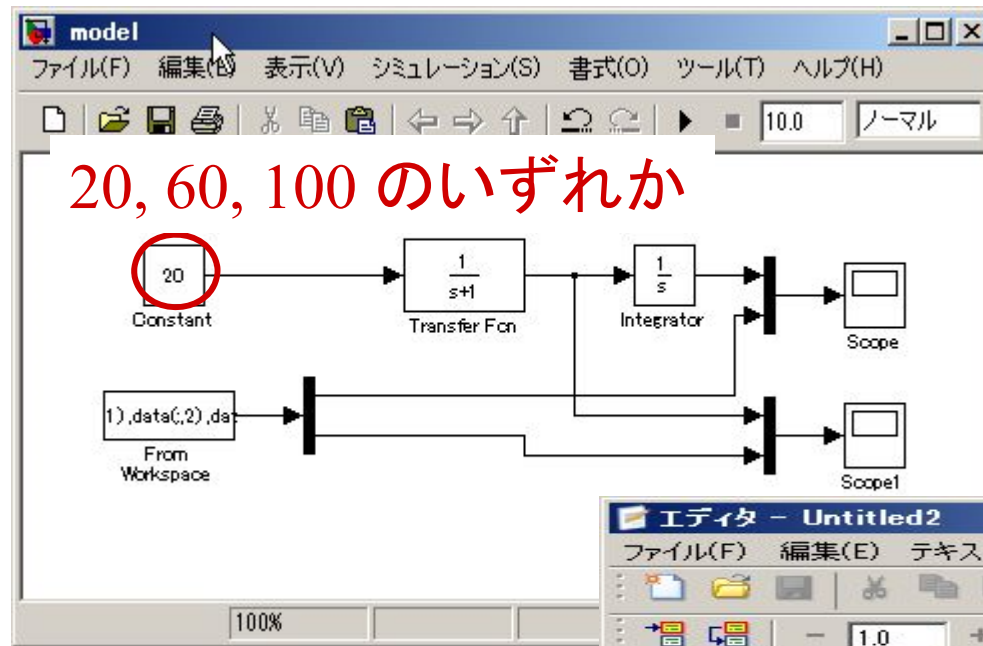 model
ファイル(F) 編集(E) 表示(V) シミュレーション(S) 書式(O) ツール(T) ヘルプ(H)
10.0 ノーマル
20, 60, 100 のいずれか
20
Constant
1
s+1
Transfer Fcn
1
s
Integrator
Scope
1),data(:,2),da
From
Workspace
Scope1
エディタ - Untitled2
ファイル(F) 編集(E) テキス
1.0
100%